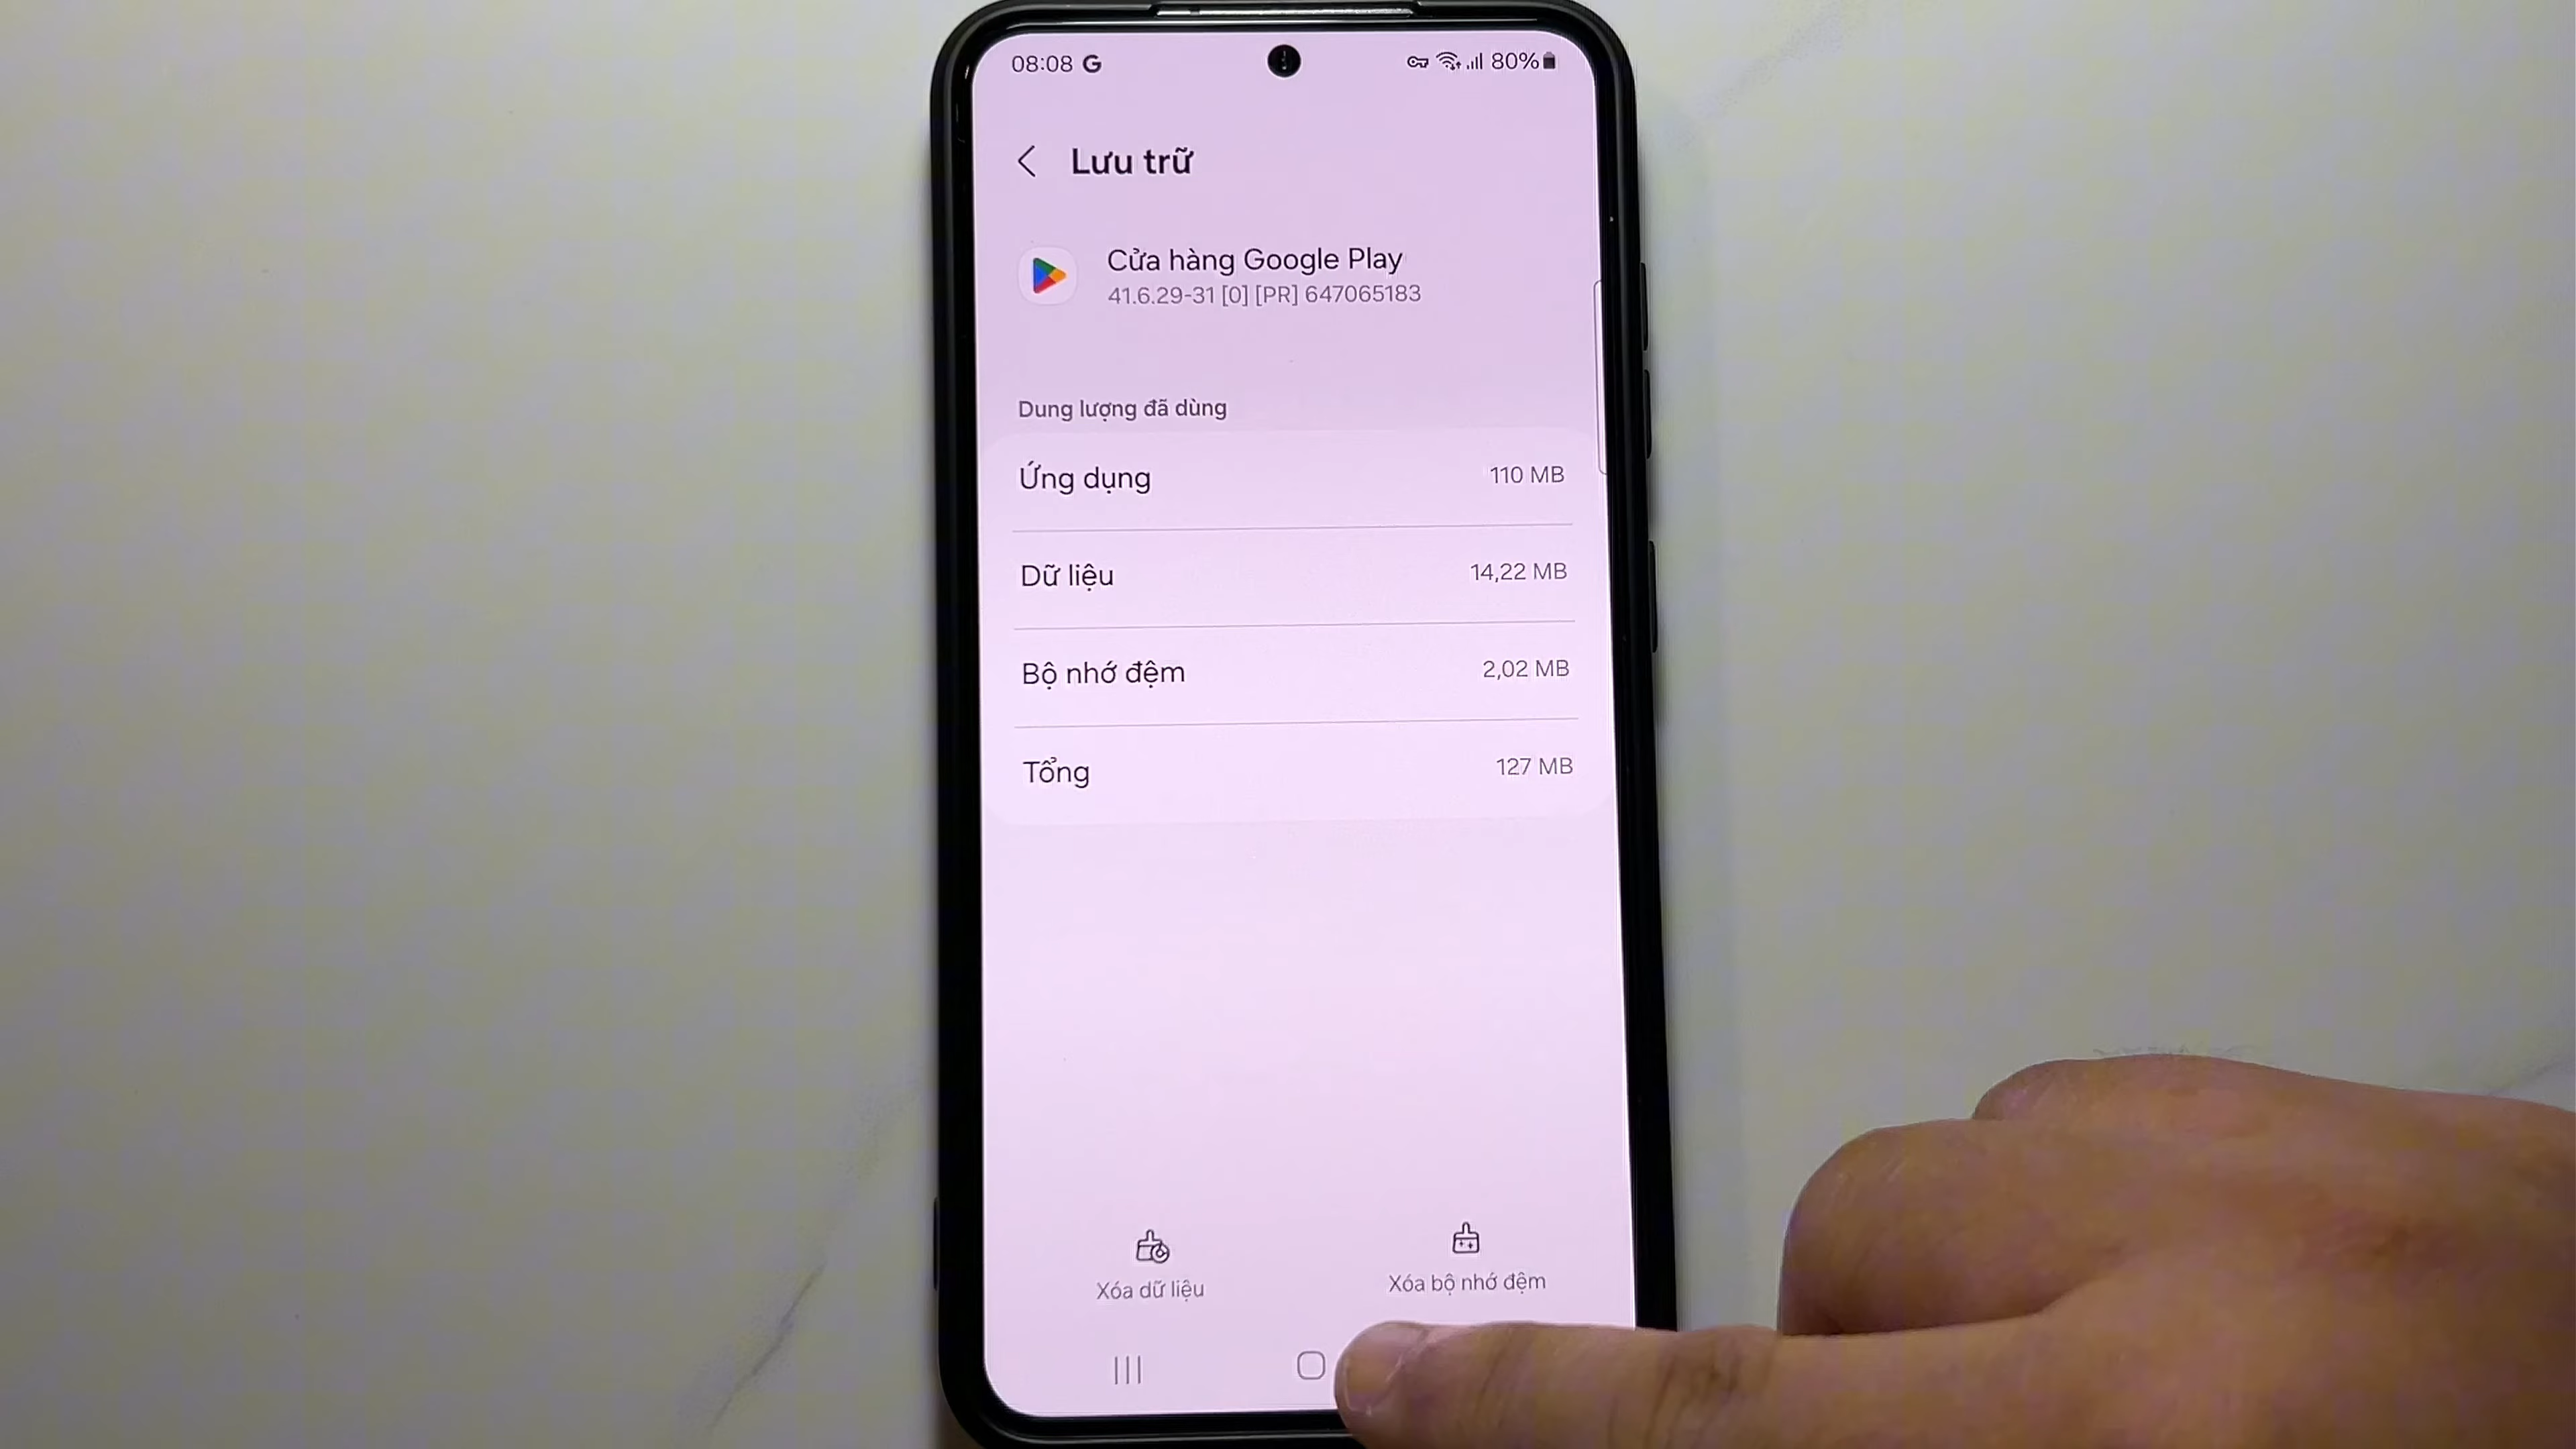 08:08 G 80%
Lưu trữ
Cửa hàng Google Play
41.6.29-31 [0] [PR] 647065183
Dung lượng đã dùng
Ứng dụng 110 MB
Dữ liệu 14,22 MB
Bộ nhớ đệm 2,02 MB
Tổng 127 MB
Xóa dữ liệu Xóa bộ nhớ đệm